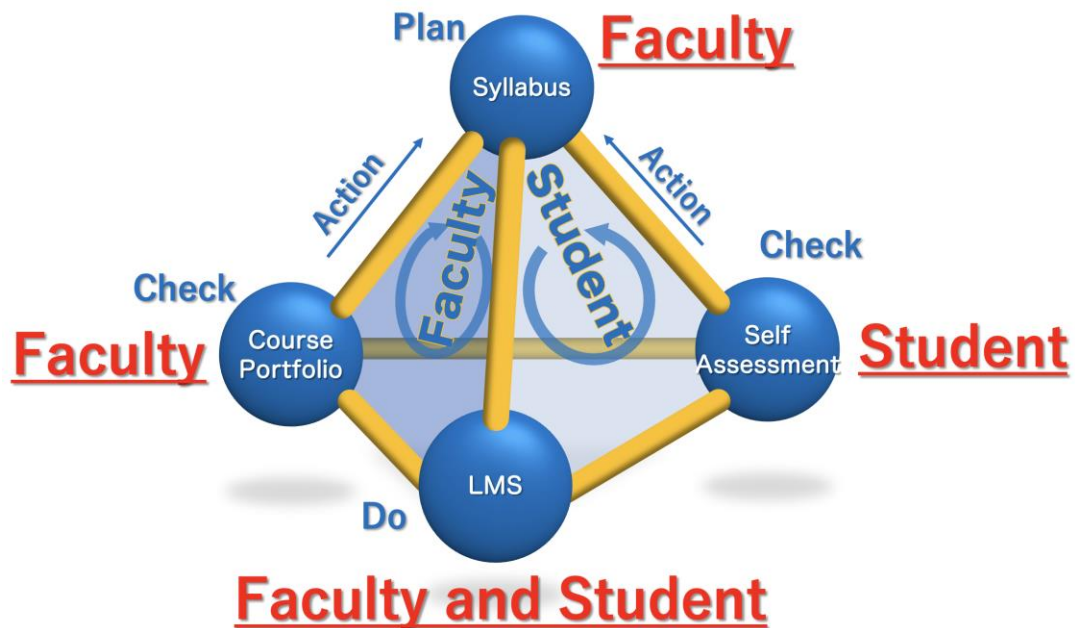 Plan
Faculty
Syllabus
Action
Faculty
Student
Action
Check
Check
Faculty
Course
Portfolio
Self
Assessment
Student
LMS
Do
Faculty and Student